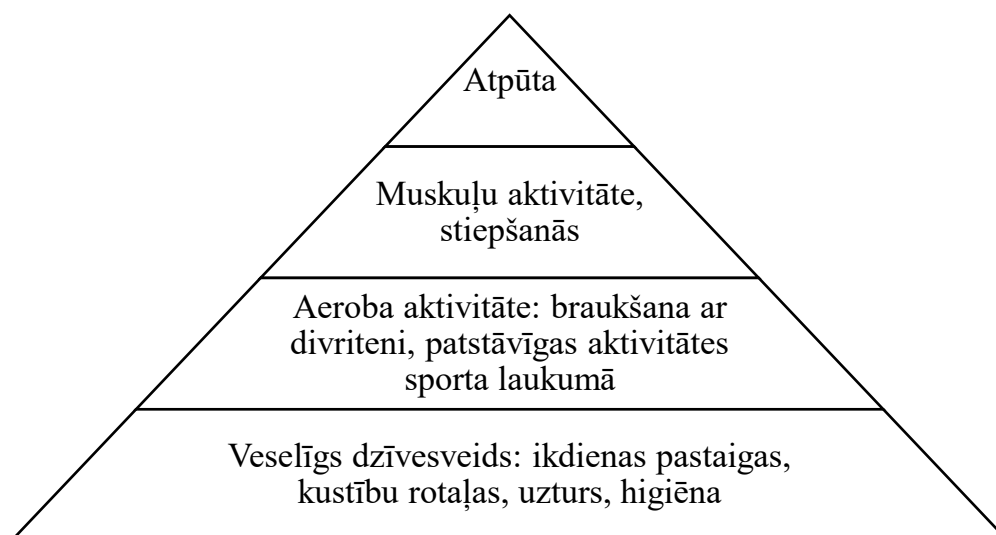 Atpūta
Muskuļu aktivitāte,
stiepšanās
Aeroba aktivitāte: braukšana ar
divriteni, patstāvīgas aktivitātes
sporta laukumā
Veselīgs dzīvesveids: ikdienas pastaigas,
kustību rotaļas, uzturs, higiēna